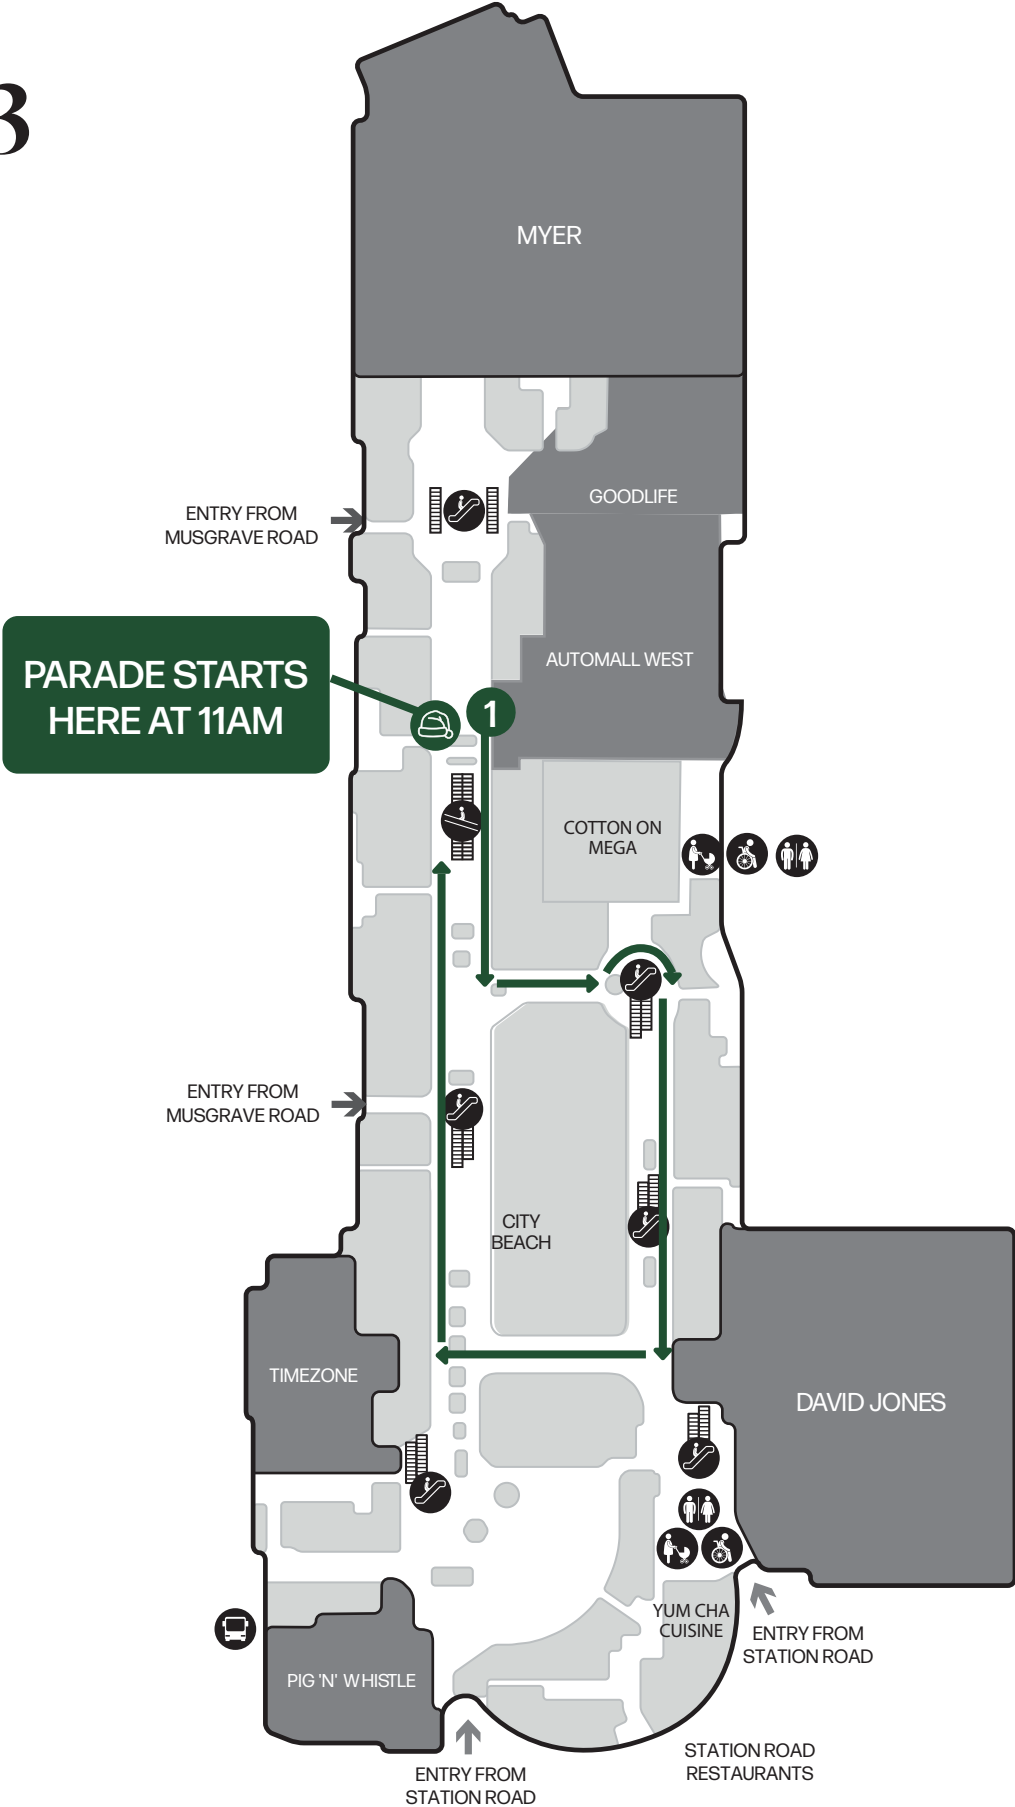 3
MYER
GOODLIFE
ENTRY FROM
MUSGRAVE ROAD
PARADE STARTS
HERE AT 11AM
1
AUTOMALL WEST
COTTON ON
MEGA
ENTRY FROM
MUSGRAVE ROAD
CITY
BEACH
TIMEZONE
DAVID JONES
YUM CHA
CUISINE
ENTRY FROM
STATION ROAD
PIG 'N' WHISTLE
STATION ROAD
RESTAURANTS
ENTRY FROM
STATION ROAD